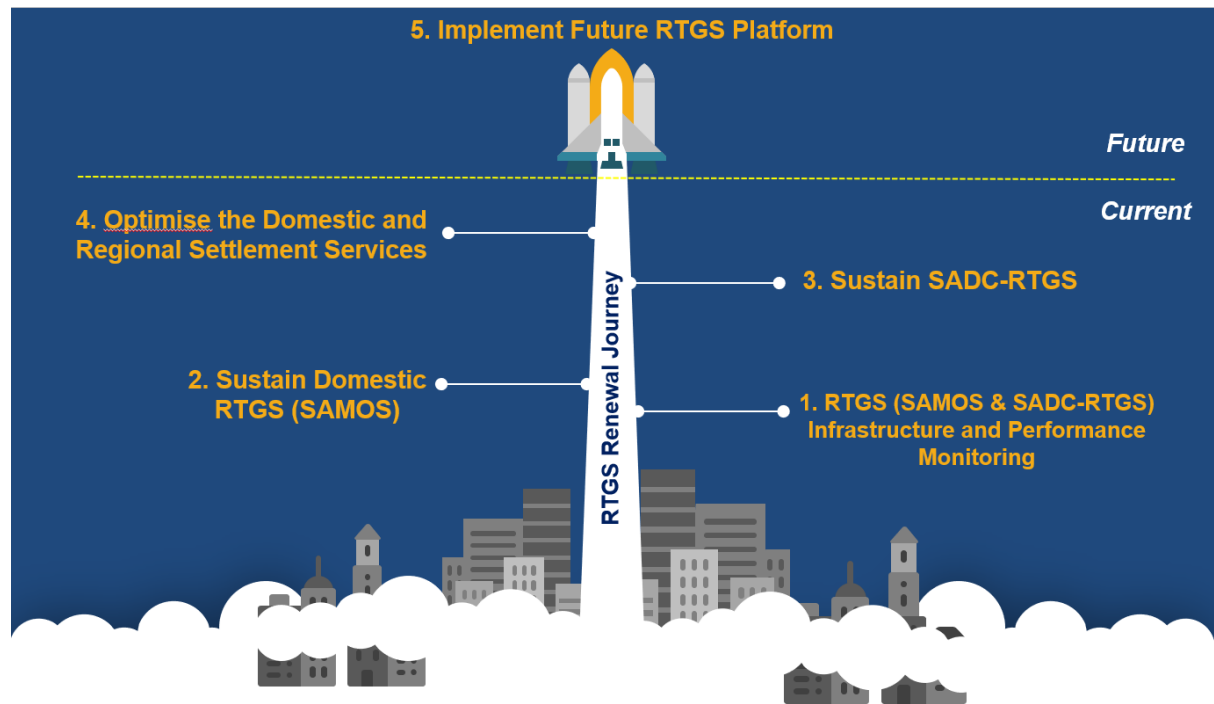 5. Implement Future RTGS Platform
Future
Current
4. Optimise the Domestic and
Regional Settlement Services
3. Sustain SADC-RTGS
2. Sustain Domestic
RTGS (SAMOS)
1. RTGS (SAMOS & SADC-RTGS)
Infrastructure and Performance
Monitoring
RTGS Renewal Journey